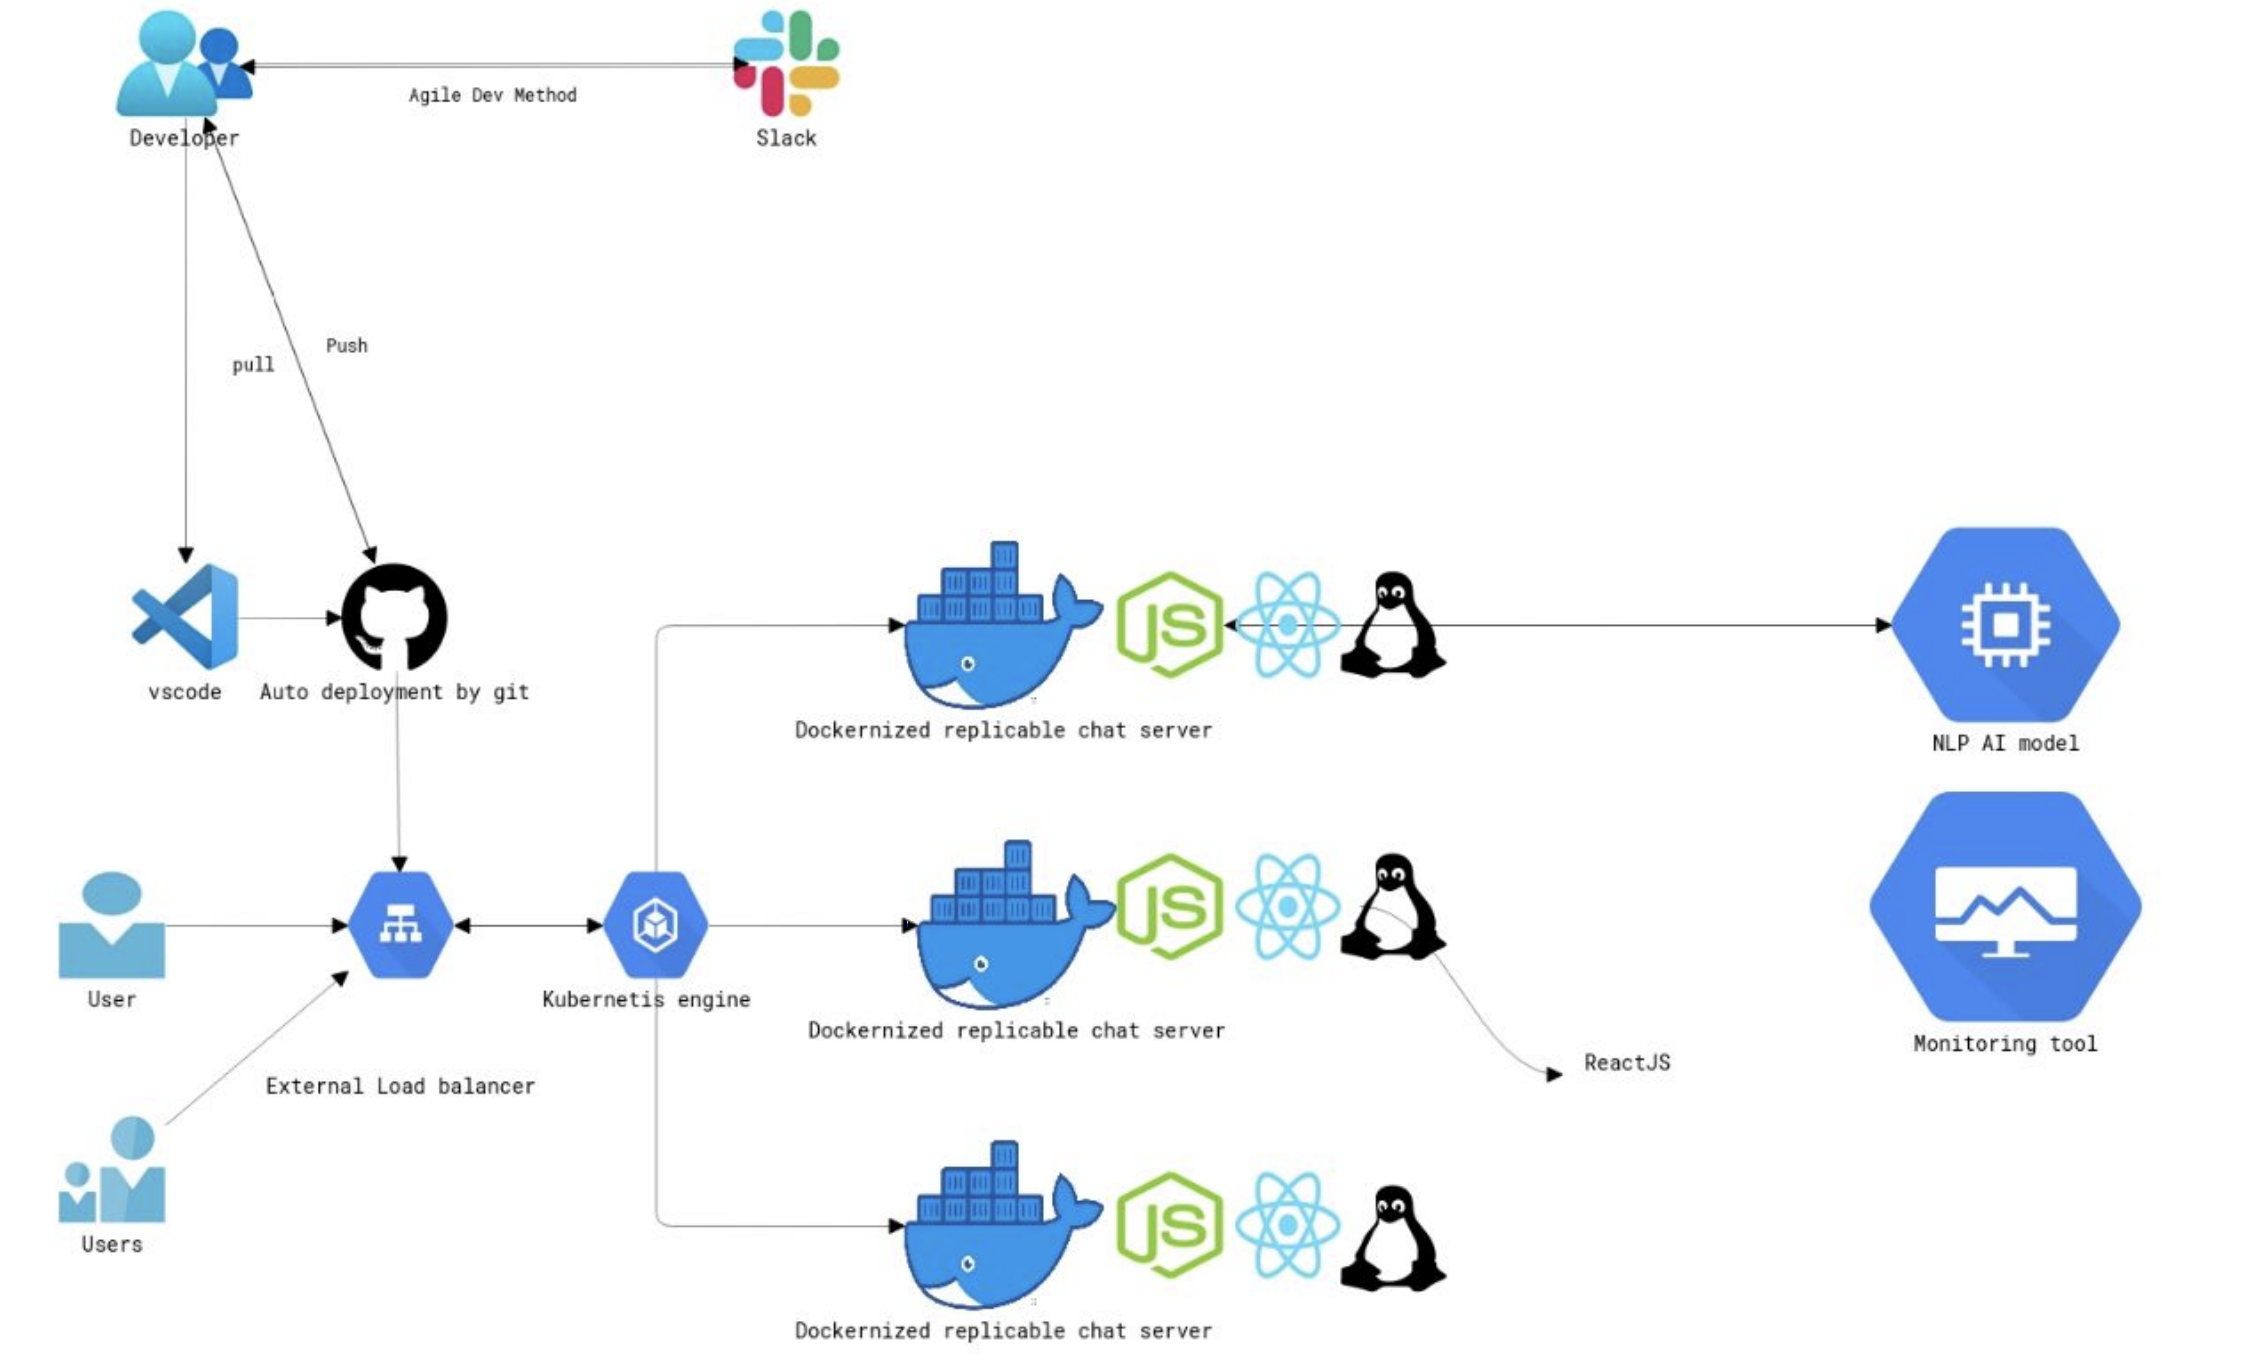 Agile Dev Method
Developer
Slack
Push
pull
vscode
Auto deployment by git
JS
Dockernized replicable chat server
NLP AI model
JS
User
Kubernetis engine
Dockernized replicable chat server
Monitoring tool
ReactJS
External Load balancer
JS
Users
Dockernized replicable chat server